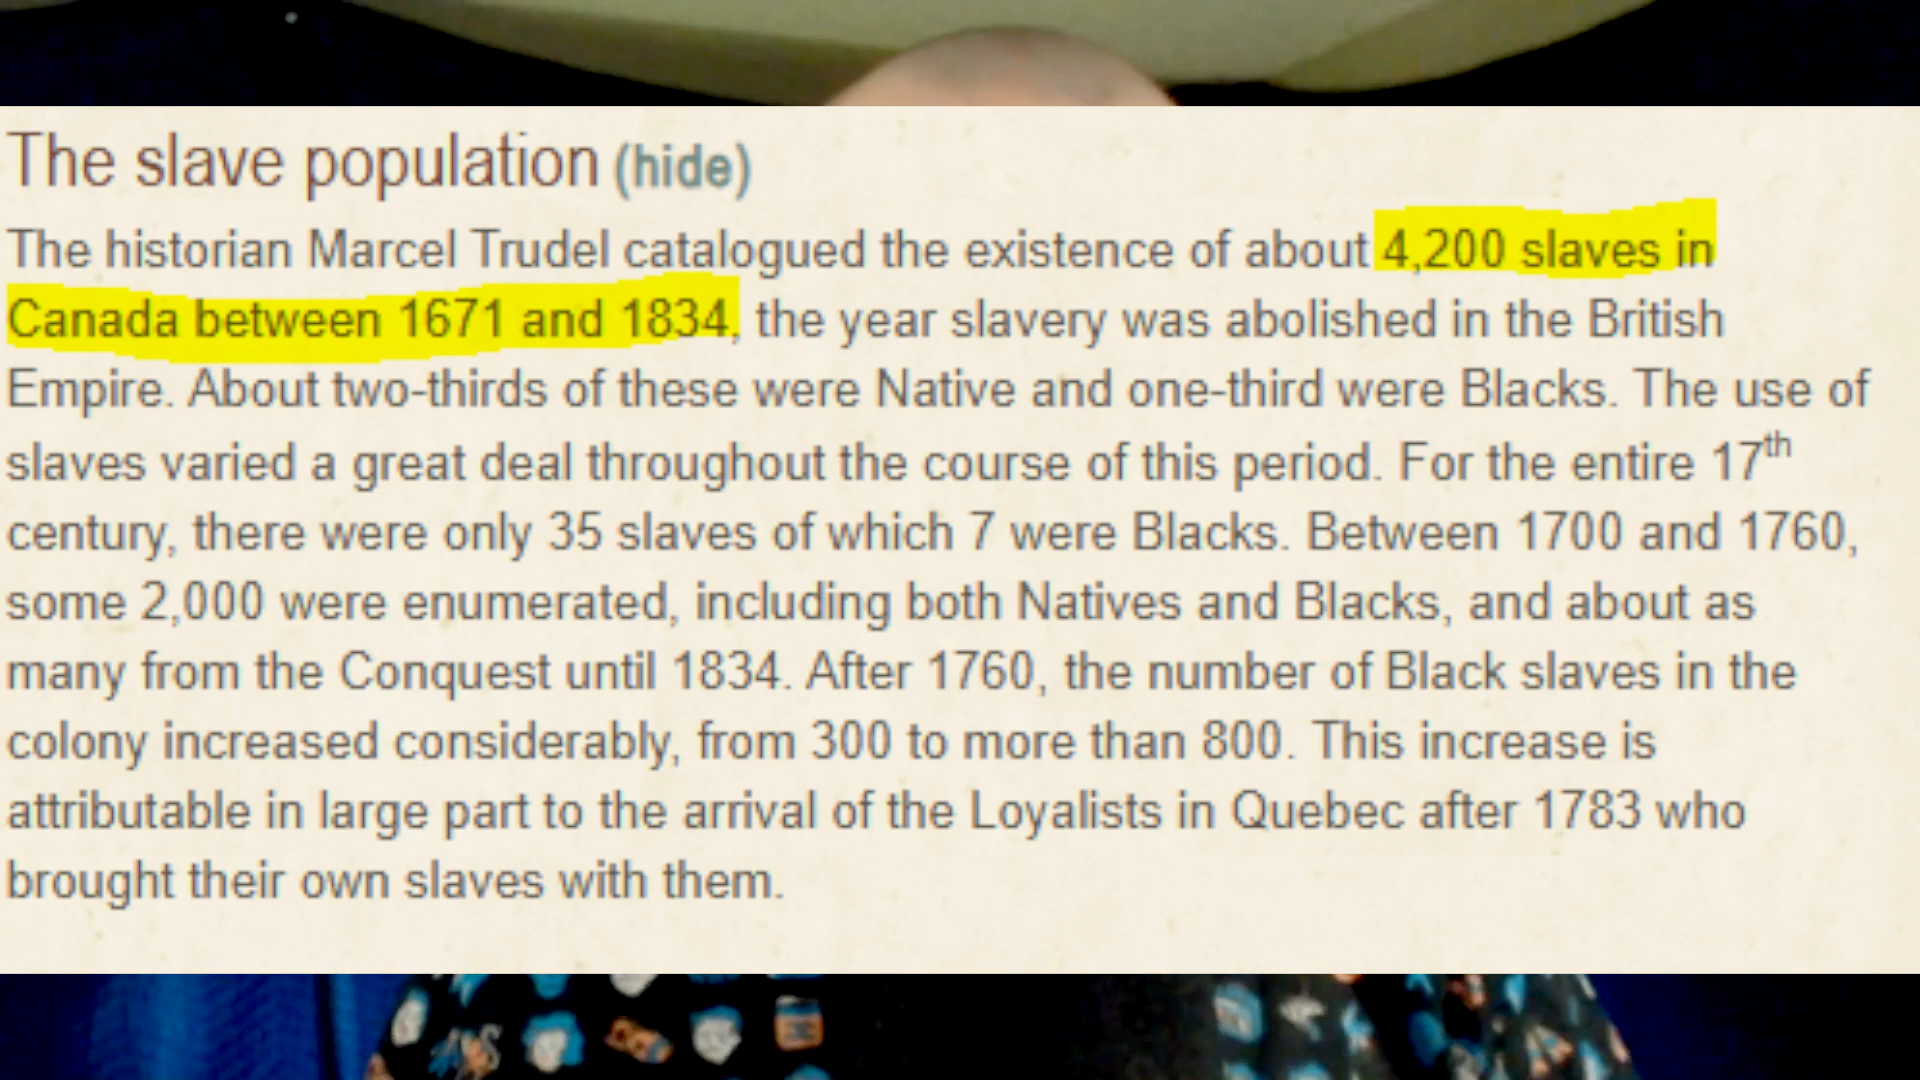 The slave population (hide)
The historian Marcel Trudel catalogued the existence of about 4,200 slaves in
Canada between 1671 and 1834, the year slavery was abolished in the British
Empire. About two-thirds of these were Native and one-third were Blacks. The use of
slaves varied a great deal throughout the course of this period. For the entire 17th
century, there were only 35 slaves of which 7 were Blacks. Between 1700 and 1760,
some 2,000 were enumerated, including both Natives and Blacks, and about as
many from the Conquest until 1834. After 1760, the number of Black slaves in the
colony increased considerably, from 300 to more than 800. This increase is
attributable in large part to the arrival of the Loyalists in Quebec after 1783 who
brought their own slaves with them.